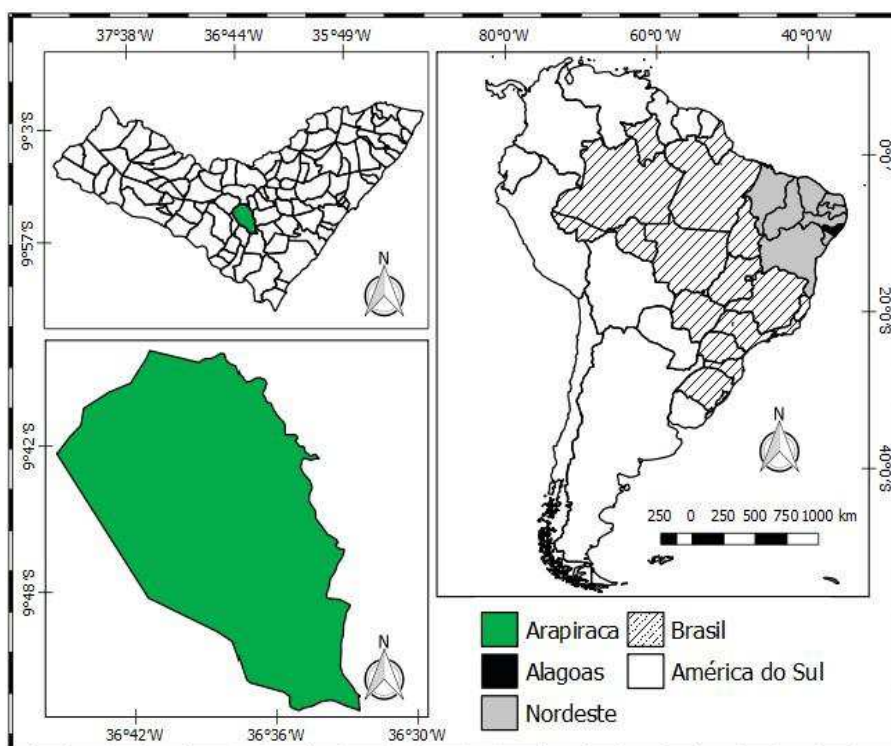 37°38'W 36°44'W 35°49'W
9°3'S
9°57'S
N
80°0'W 60°0'W 40°0'W
0°0'
20°0'S
40°0'S
N
250 0 250 500 750 1000 km
9°42'S
9°48'S
N
36°42'W 36°36'W 36°30'W
Arapiraca Brasil
Alagoas América do Sul
Nordeste